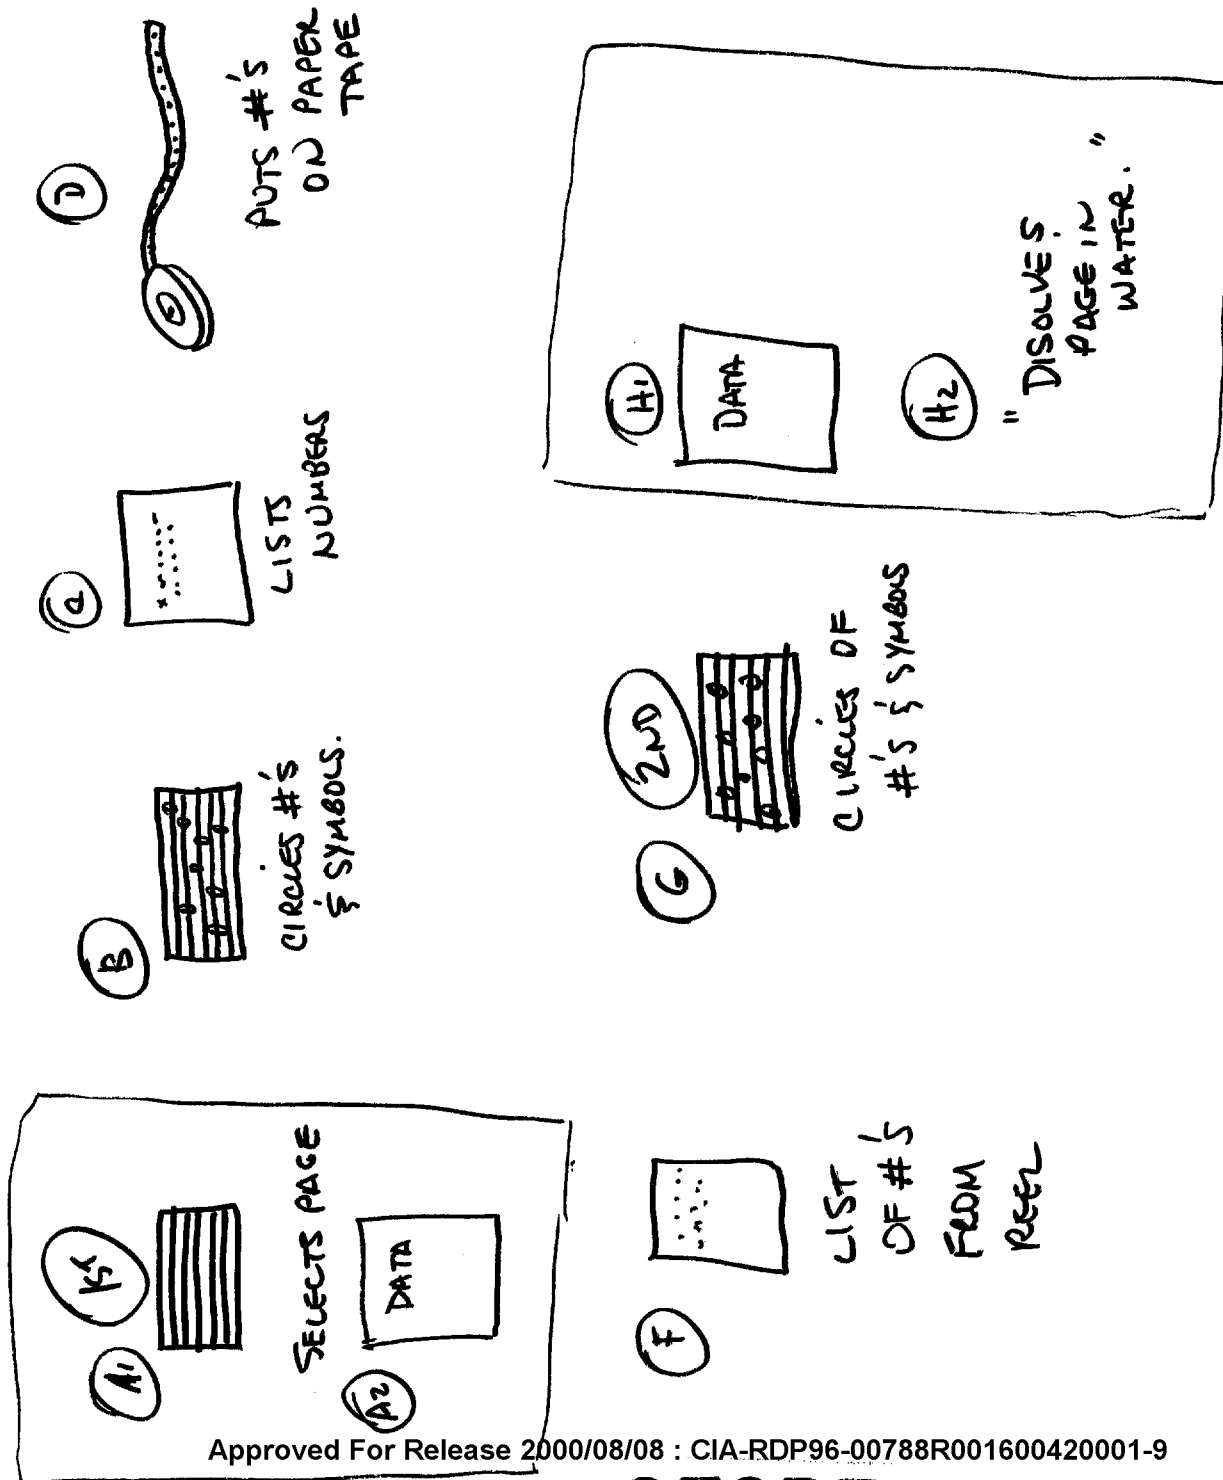 A1
1ST
SELECTS PAGE
A2
DATA
B
CIRCLES #'S
& SYMBOLS.
C
LISTS
NUMBERS
D
PUTS #'S
ON PAPER
TAPE
F
LIST
OF #'S
FROM
REEL
G
2ND
CIRCLES OF
#'S & SYMBOLS
H1
DATA
H2
" DISOLVES
PAGE IN
WATER. "
Approved For Release 2000/08/08 : CIA-RDP96-00788R001600420001-9